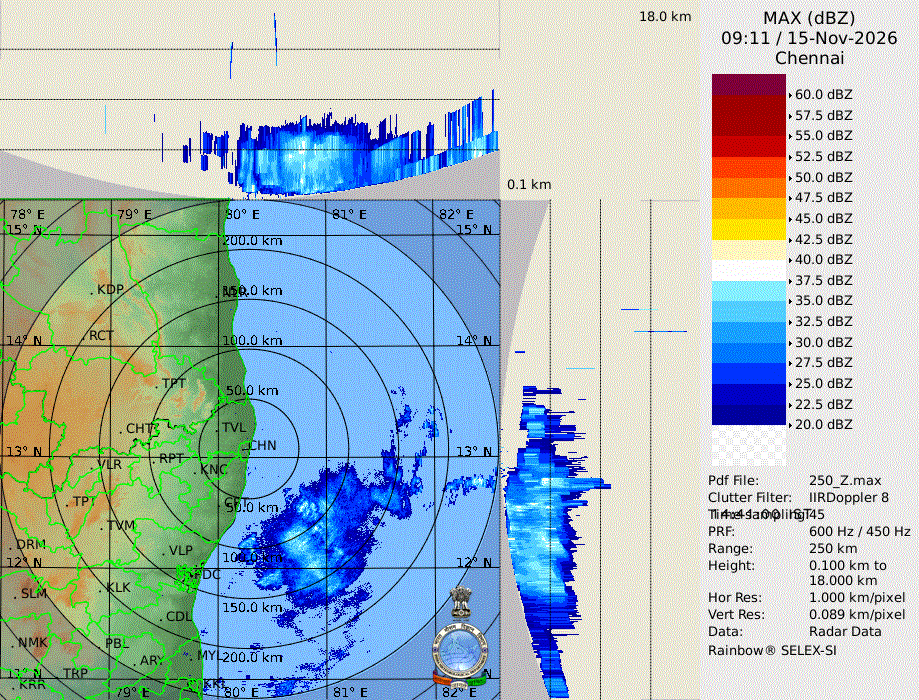 18.0 km
0.1 km
MAX (dBZ)
09:11 / 15-Nov-2026
Chennai
60.0 dBZ
57.5 dBZ
55.0 dBZ
52.5 dBZ
50.0 dBZ
47.5 dBZ
45.0 dBZ
42.5 dBZ
40.0 dBZ
37.5 dBZ
35.0 dBZ
32.5 dBZ
30.0 dBZ
27.5 dBZ
25.0 dBZ
22.5 dBZ
20.0 dBZ
Pdf File: 250_Z.max
Clutter Filter: IIRDoppler 8
Time sampling: 45
PRF: 600 Hz / 450 Hz
Range: 250 km
Height: 0.100 km to
18.000 km
Hor Res: 1.000 km/pixel
Vert Res: 0.089 km/pixel
Data: Radar Data
Rainbow® SELEX-SI
78° E 79° E 80° E 81° E 82° E
15° N 15° N
200.0 km
KDP
150.0 km
RCT
14° N 100.0 km 14° N
TPT
50.0 km
CHT TVL
CHN
13° N 13° N
VLR RPT KNC
TPT
50.0 km
TVM
DRM VLP
100.0 km
12° N 12° N
PDC
SLM KLK
150.0 km
CDL
NMK PBL
ARY MYL 200.0 km
TRP
11° N 11° N
KRR KKL
79° E 80° E 81° E 82° E